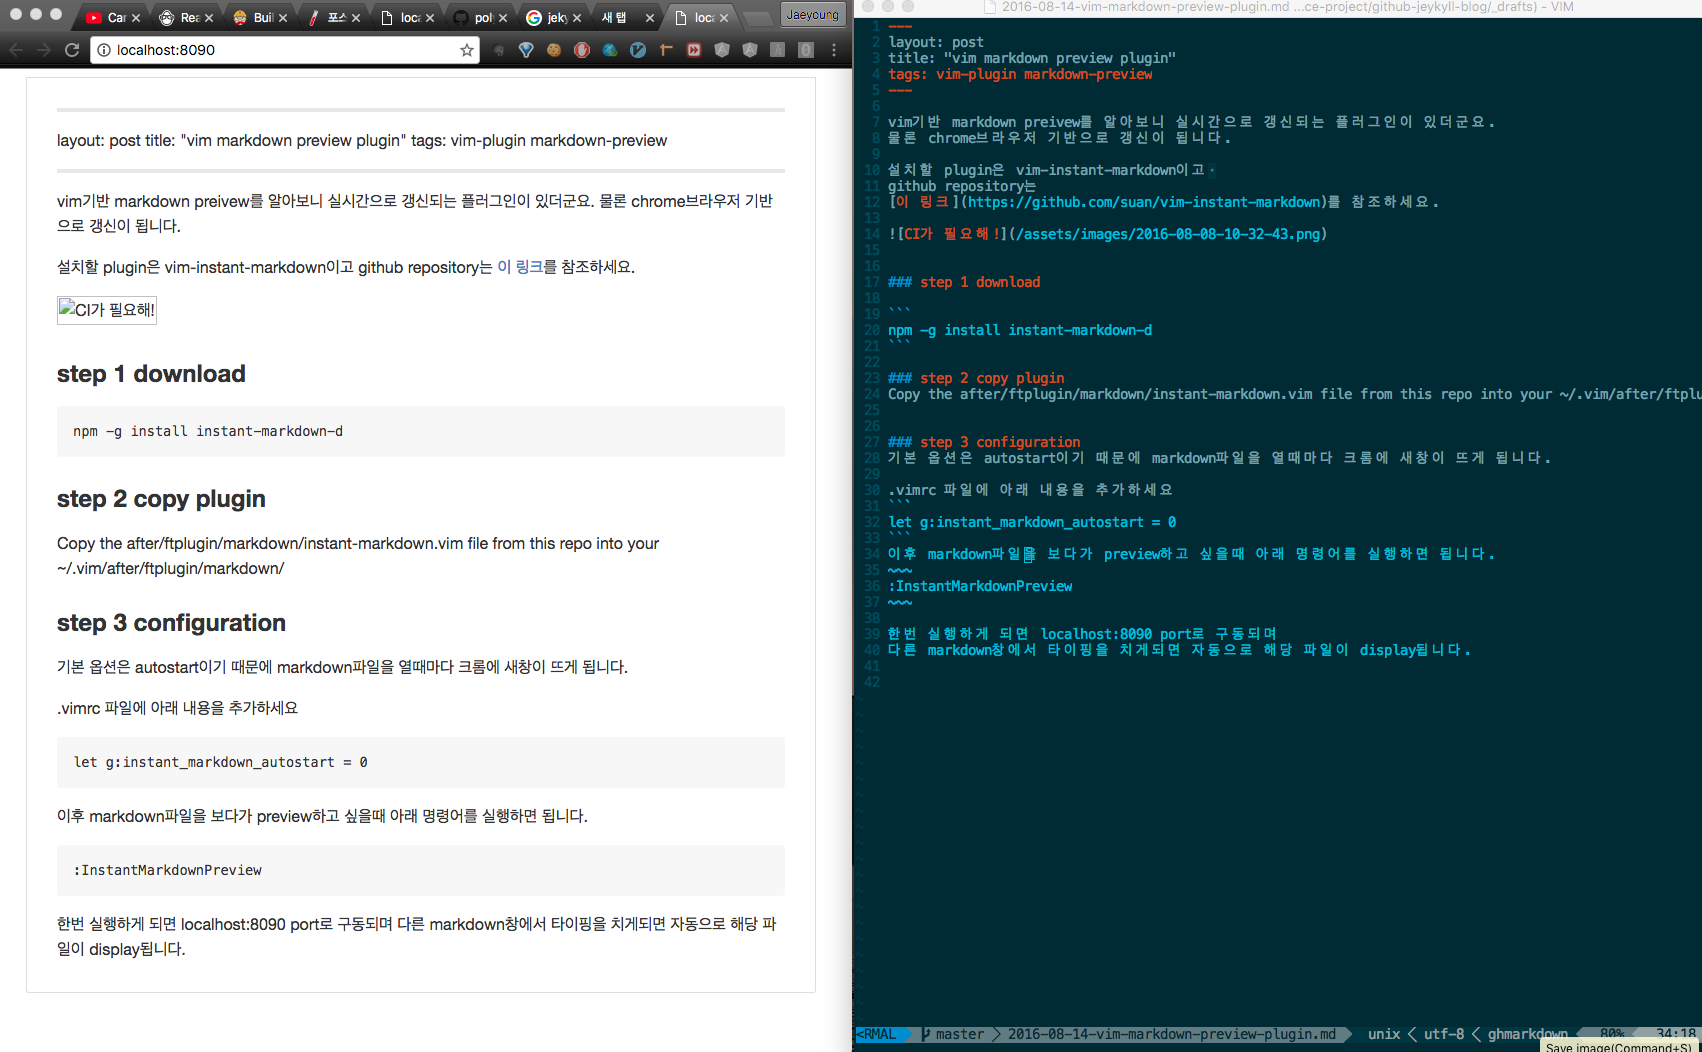 Car
Rea
Buil
포스
loca
poly
jeky
새 탭
loca
Jaeyoung
localhost:8090
layout: post title: "vim markdown preview plugin" tags: vim-plugin markdown-preview
vim기반 markdown preivew를 알아보니 실시간으로 갱신되는 플러그인이 있더군요. 물론 chrome브라우저 기반
으로 갱신이 됩니다.
설치할 plugin은 vim-instant-markdown이고 github repository는 이 링크를 참조하세요.
CI가 필요해!
step 1 download
npm -g install instant-markdown-d
step 2 copy plugin
Copy the after/ftplugin/markdown/instant-markdown.vim file from this repo into your
~/.vim/after/ftplugin/markdown/
step 3 configuration
기본 옵션은 autostart이기 때문에 markdown파일을 열때마다 크롬에 새창이 뜨게 됩니다.
.vimrc 파일에 아래 내용을 추가하세요
let g:instant_markdown_autostart = 0
이후 markdown파일을 보다가 preview하고 싶을때 아래 명령어를 실행하면 됩니다.
:InstantMarkdownPreview
한번 실행하게 되면 localhost:8090 port로 구동되며 다른 markdown창에서 타이핑을 치게되면 자동으로 해당 파
일이 display됩니다.
2016-08-14-vim-markdown-preview-plugin.md ...ce-project/github-jeykyll-blog/_drafts) - VIM
1 ---
2 layout: post
3 title: "vim markdown preview plugin"
4 tags: vim-plugin markdown-preview
5 ---
6
7 vim기반 markdown preivew를 알아보니 실시간으로 갱신되는 플러그인이 있더군요.
8 물론 chrome브라우저 기반으로 갱신이 됩니다.
9
10 설치할 plugin은 vim-instant-markdown이고·
11 github repository는
12 [이 링크](https://github.com/suan/vim-instant-markdown)를 참조하세요.
13
14 ![CI가 필요해!](/assets/images/2016-08-08-10-32-43.png)
15
16
17 ### step 1 download
18
19 ```
20 npm -g install instant-markdown-d
21 ```
22
23 ### step 2 copy plugin
24 Copy the after/ftplugin/markdown/instant-markdown.vim file from this repo into your ~/.vim/after/ftplu
25
26
27 ### step 3 configuration
28 기본 옵션은 autostart이기 때문에 markdown파일을 열때마다 크롬에 새창이 뜨게 됩니다.
29
30 .vimrc 파일에 아래 내용을 추가하세요
31 ```
32 let g:instant_markdown_autostart = 0
33 ```
34 이후 markdown파일을 보다가 preview하고 싶을때 아래 명령어를 실행하면 됩니다.
35 ~~~
36 :InstantMarkdownPreview
37 ~~~
38
39 한번 실행하게 되면 localhost:8090 port로 구동되며
40 다른 markdown창에서 타이핑을 치게되면 자동으로 해당 파일이 display됩니다.
41
42
<RMAL master 2016-08-14-vim-markdown-preview-plugin.md unix utf-8 ghmarkdown 80% 34:18
Save image(Command+S)